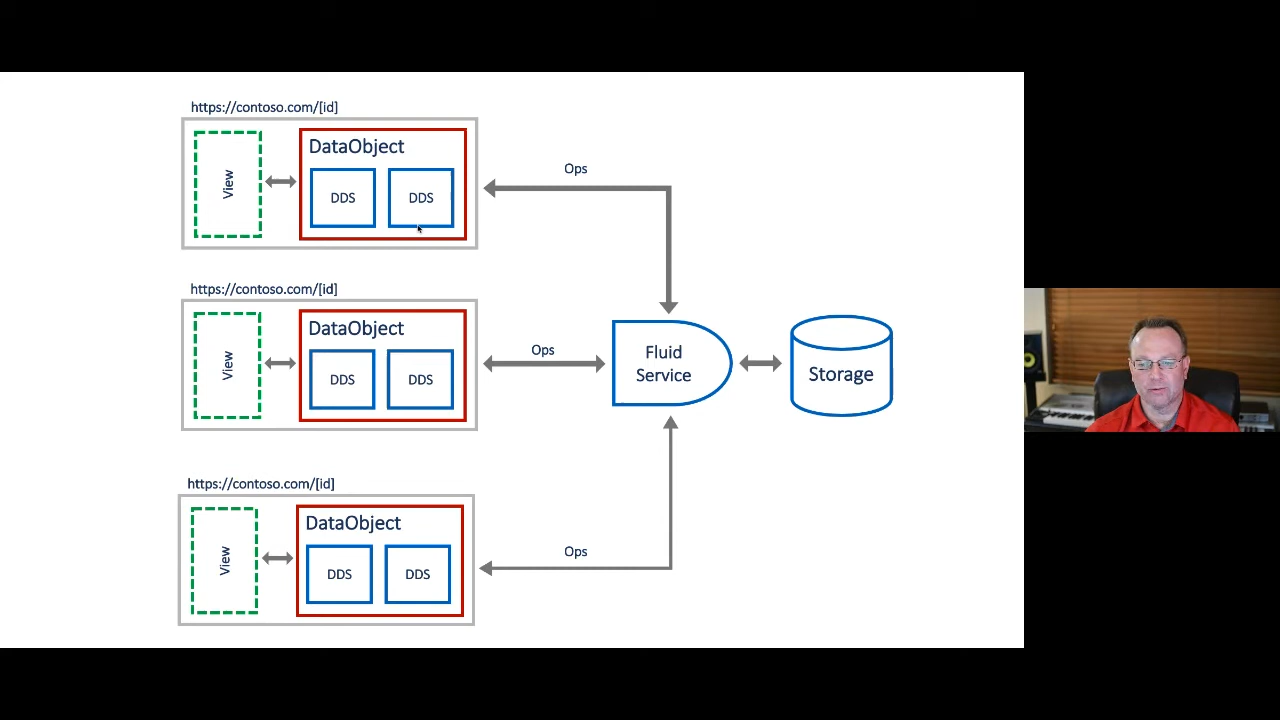 https://contoso.com/[id]
View
DataObject
DDS
DDS
Ops
https://contoso.com/[id]
View
DataObject
DDS
DDS
Ops
Fluid
Service
Storage
https://contoso.com/[id]
View
DataObject
DDS
DDS
Ops